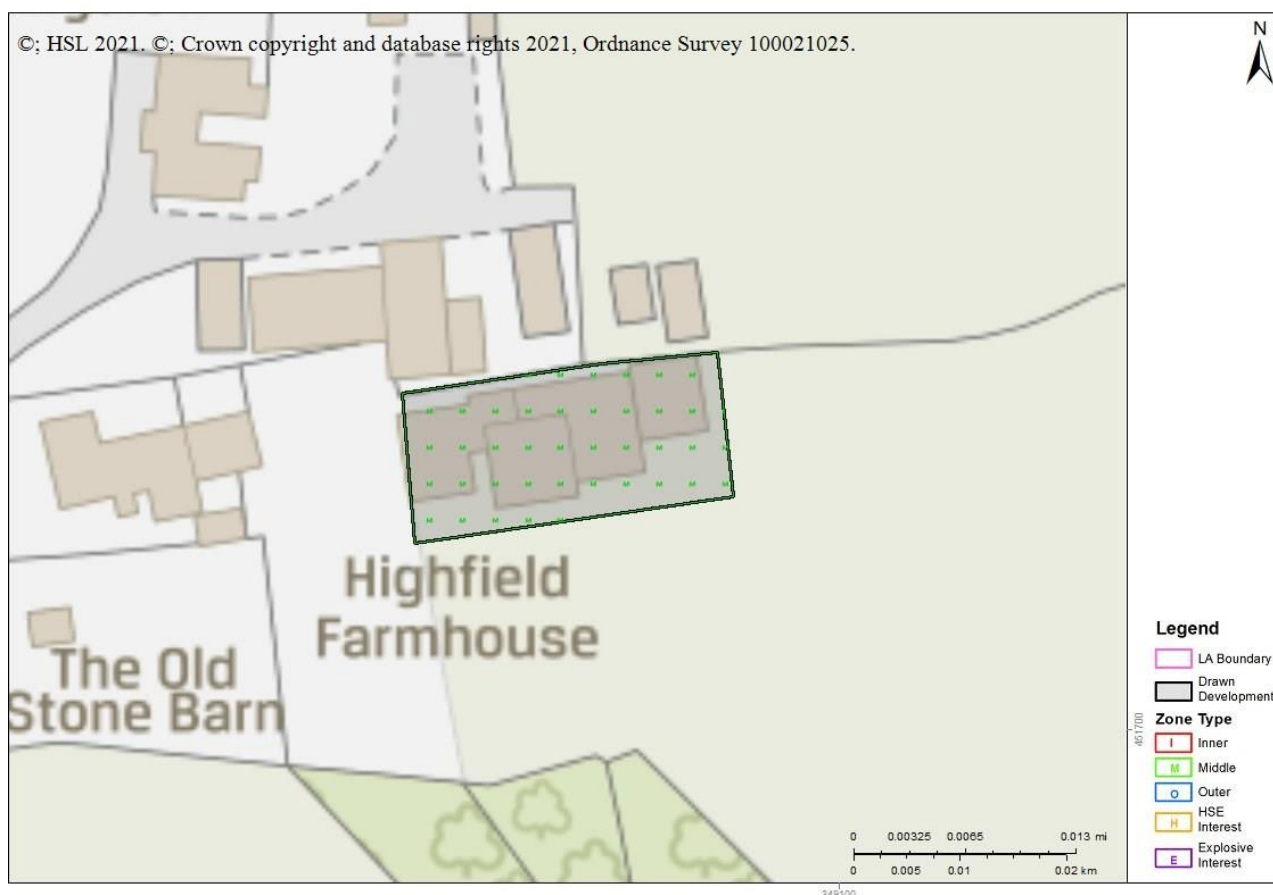 ©; HSL 2021. ©; Crown copyright and database rights 2021, Ordnance Survey 100021025.
N
Highfield
Farmhouse
The Old
Stone Barn
Legend
LA Boundary
Drawn
Development
Zone Type
I Inner
M Middle
O Outer
H HSE
Interest
E Explosive
Interest
451700
0 0.00325 0.0065 0.013 mi
0 0.005 0.01 0.02 km